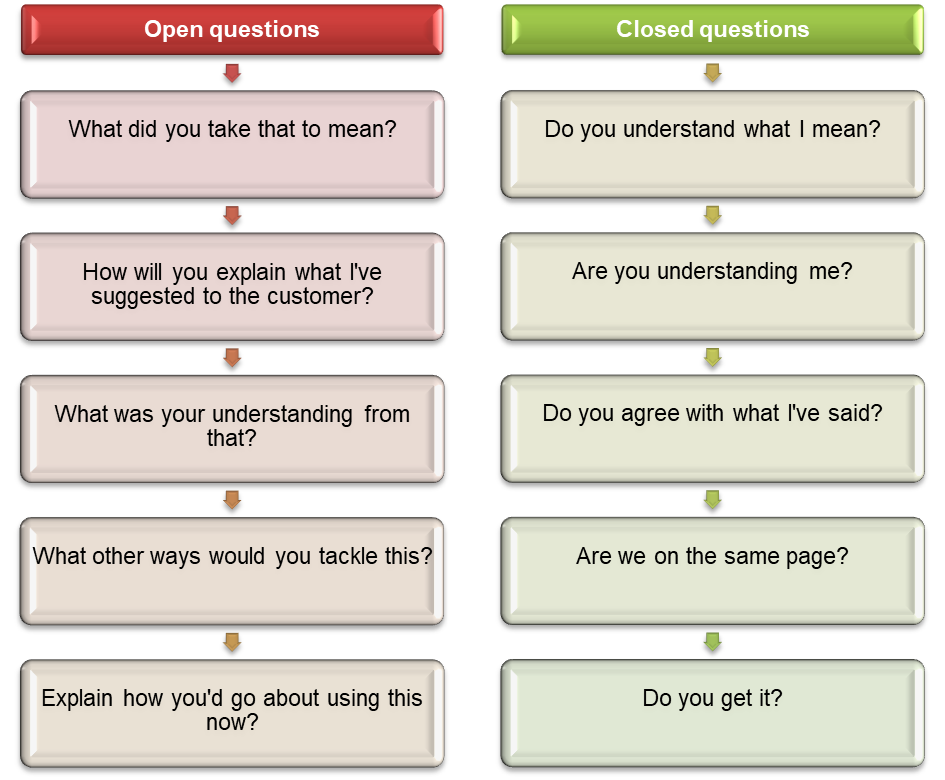 Open questions
What did you take that to mean?
How will you explain what I've
suggested to the customer?
What was your understanding from
that?
What other ways would you tackle this?
Explain how you'd go about using this
now?
Closed questions
Do you understand what I mean?
Are you understanding me?
Do you agree with what I've said?
Are we on the same page?
Do you get it?